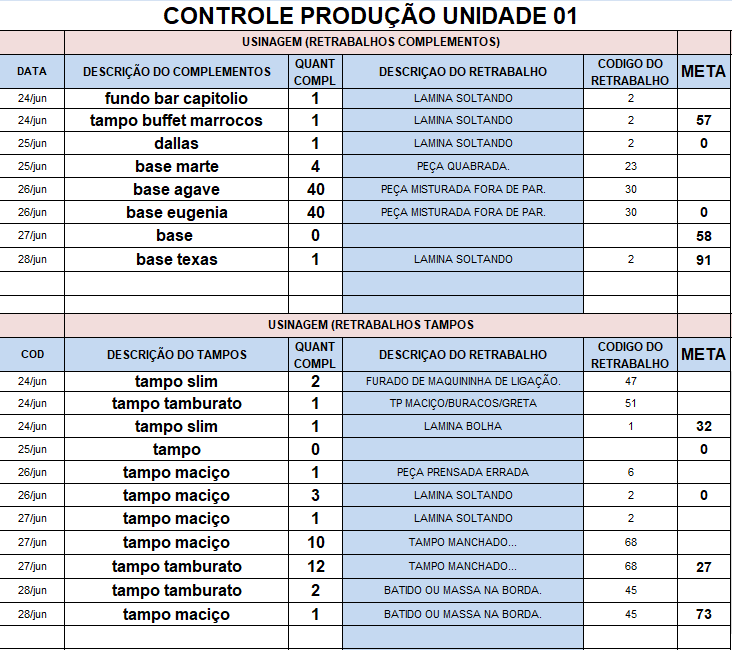 CONTROLE PRODUÇÃO UNIDADE 01
USINAGEM (RETRABALHOS COMPLEMENTOS)
DATA DESCRIÇÃO DO COMPLEMENTOS QUANT COMPL DESCRIÇAO DO RETRABALHO CODIGO DO RETRABALHO META
24/jun fundo bar capitolio 1 LAMINA SOLTANDO 2
24/jun tampo buffet marrocos 1 LAMINA SOLTANDO 2 57
25/jun dallas 1 LAMINA SOLTANDO 2 0
25/jun base marte 4 PEÇA QUABRADA. 23
26/jun base agave 40 PEÇA MISTURADA FORA DE PAR. 30
26/jun base eugenia 40 PEÇA MISTURADA FORA DE PAR. 30 0
27/jun base 0 58
28/jun base texas 1 LAMINA SOLTANDO 2 91
USINAGEM (RETRABALHOS TAMPOS
COD DESCRIÇÃO DO TAMPOS QUANT COMPL DESCRIÇAO DO RETRABALHO CODIGO DO RETRABALHO META
24/jun tampo slim 2 FURADO DE MAQUININHA DE LIGAÇÃO. 47
24/jun tampo tamburato 1 TP MACIÇO/BURACOS/GRETA 51
24/jun tampo slim 1 LAMINA BOLHA 1 32
25/jun tampo 0 0
26/jun tampo maciço 1 PEÇA PRENSADA ERRADA 6
26/jun tampo maciço 3 LAMINA SOLTANDO 2 0
27/jun tampo maciço 1 LAMINA SOLTANDO 2
27/jun tampo maciço 10 TAMPO MANCHADO... 68
27/jun tampo tamburato 12 TAMPO MANCHADO... 68 27
28/jun tampo tamburato 2 BATIDO OU MASSA NA BORDA. 45
28/jun tampo maciço 1 BATIDO OU MASSA NA BORDA. 45 73